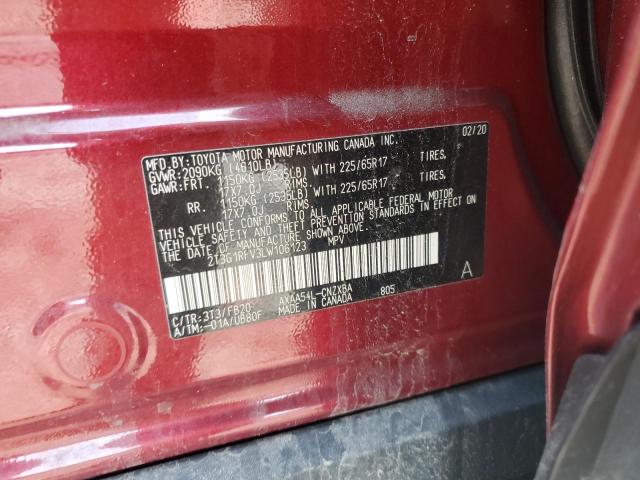 MFD.BY:TOYOTA MOTOR MANUFACTURING CANADA INC. 02/20
GVWR:2090KG (4610LB)
GAWR:FRT. 1150KG (2535LB) WITH 225/65R17 TIRES,
17X7.0J RIMS,
RR. 1150KG (2535LB) WITH 225/65R17 TIRES,
17X7.0J RIMS,
THIS VEHICLE CONFORMS TO ALL APPLICABLE FEDERAL MOTOR
VEHICLE SAFETY AND THEFT PREVENTION STANDARDS IN EFFECT ON
THE DATE OF MANUFACTURE SHOWN ABOVE.
2T3G1RFV3LW106123 MPV
A
C/TR:3T3/FB20 AXAA54L-CNZXBA 805
A/TM:-01A/UB80F MADE IN CANADA